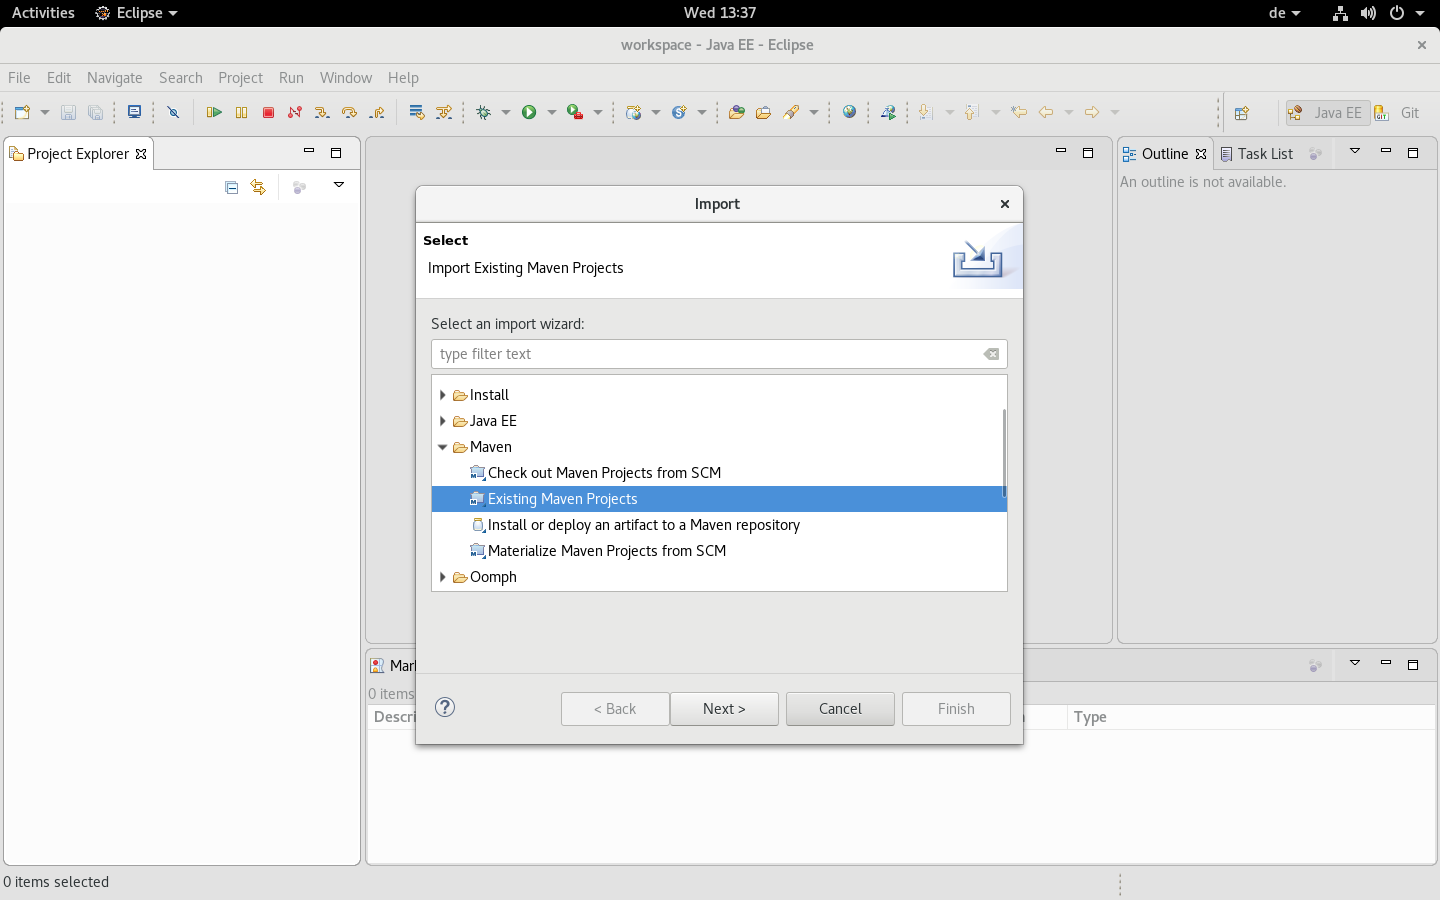 Activities Eclipse Wed 13:37 de
workspace - Java EE - Eclipse
File Edit Navigate Search Project Run Window Help
Java EE Git
Project Explorer
Outline Task List
An outline is not available.
Import
Select
Import Existing Maven Projects
Select an import wizard:
type filter text
Install
Java EE
Maven
Check out Maven Projects from SCM
Existing Maven Projects
Install or deploy an artifact to a Maven repository
Materialize Maven Projects from SCM
Oomph
0 items
Type
< Back Next > Cancel Finish
0 items selected